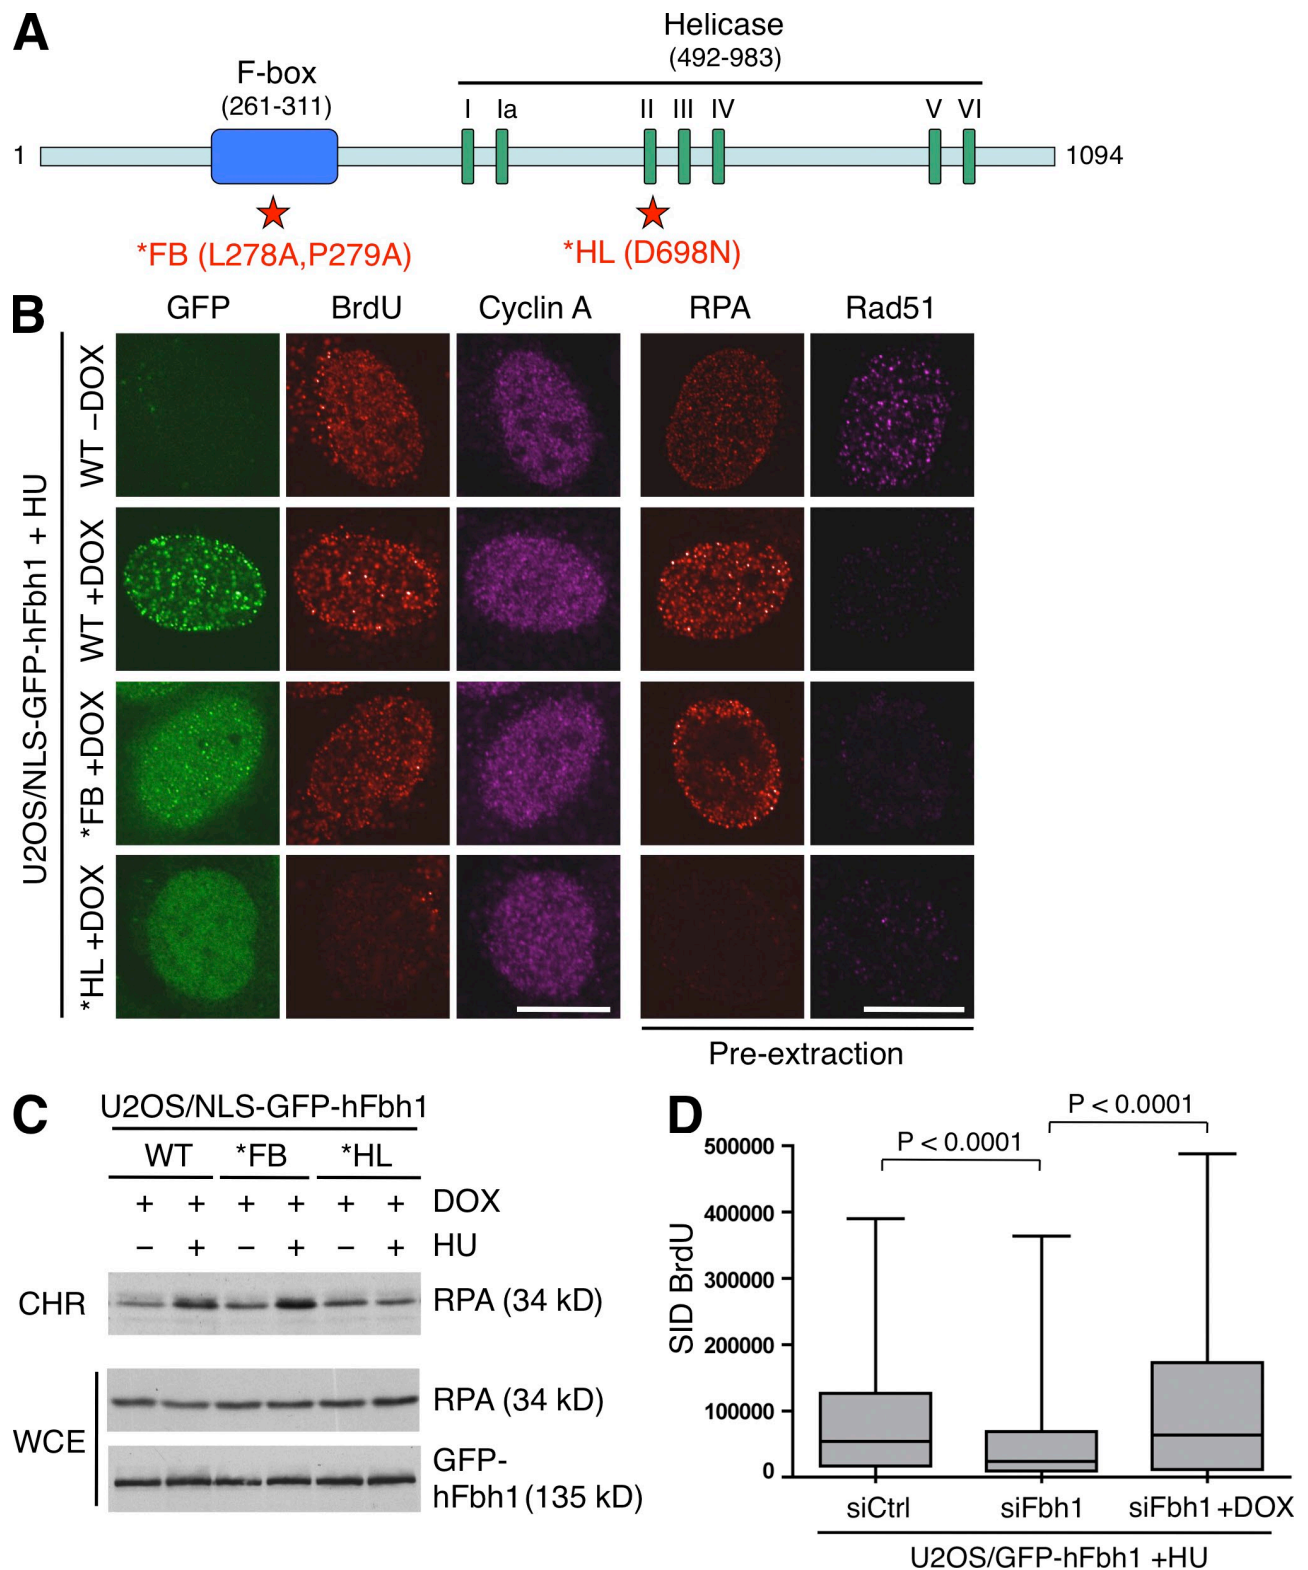 A
Helicase
(492-983)
F-box
(261-311)
I Ia II III IV V VI
1 1094
*FB (L278A,P279A) *HL (D698N)
B
GFP BrdU Cyclin A RPA Rad51
U2OS/NLS-GFP-hFbh1 + HU
WT –DOX
WT +DOX
*FB +DOX
*HL +DOX
Pre-extraction
C
U2OS/NLS-GFP-hFbh1
WT *FB *HL
+ + + + + + DOX
– + – + – + HU
CHR RPA (34 kD)
WCE
RPA (34 kD)
GFP-
hFbh1 (135 kD)
D
P < 0.0001
P < 0.0001
SID BrdU
500000
400000
300000
200000
100000
0
siCtrl siFbh1 siFbh1 +DOX
U2OS/GFP-hFbh1 +HU